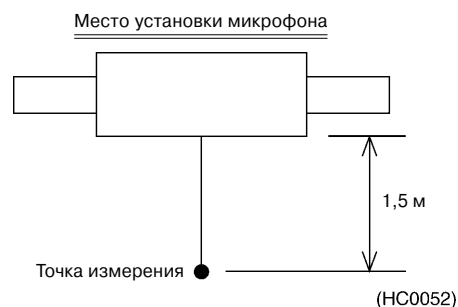 Место установки микрофона
1,5 м
Точка измерения
(HC0052)